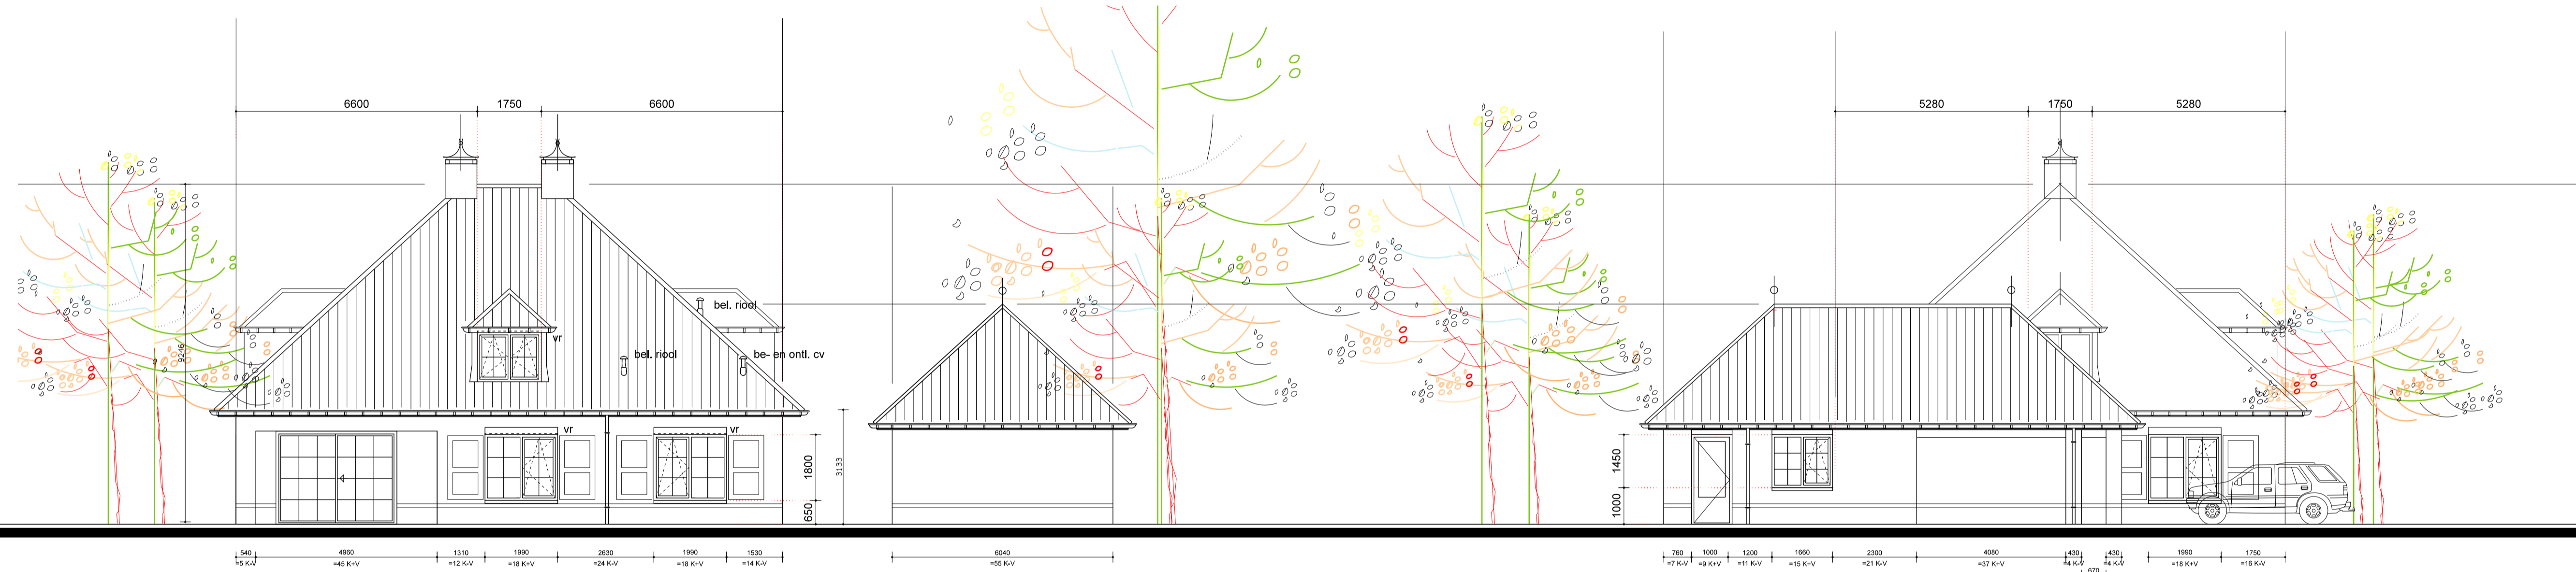 6600 1750 6600
5280 1750 5280
bel. riool
vr
bel. riool
be- en ontl. cv
9246
vr
vr
1800
650
3133
1450
1000
540 4960 1310 1990 2630 1990 1530
=5 K-V =45 K+V =12 K-V =18 K+V =24 K-V =18 K+V =14 K-V
6040
=55 K-V
760 1000 1200 1660 2300 4080 430 430 1990 1750
=7 K-V =9 K+V =11 K-V =15 K+V =21 K-V =37 K+V =4 K-V =4 K-V =18 K+V =16 K-V
670